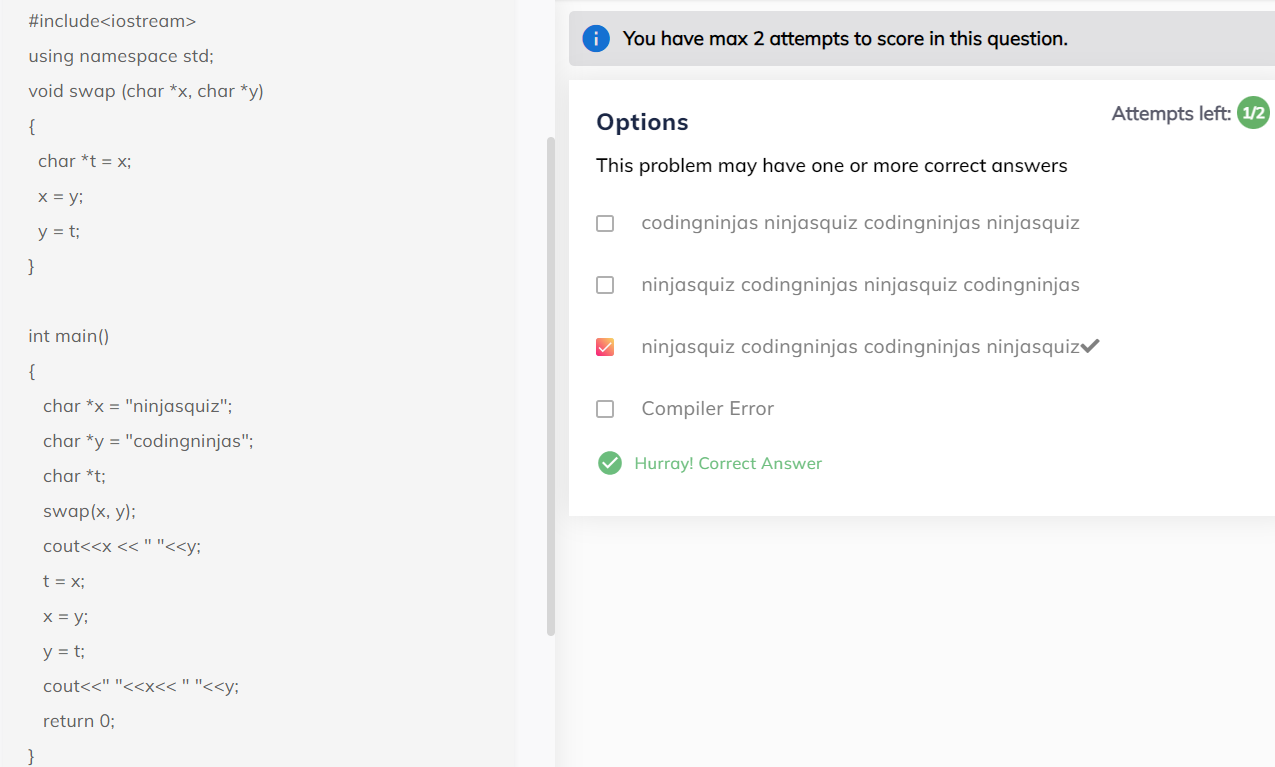 #include<iostream>
using namespace std;
void swap (char *x, char *y)
{
char *t = x;
x = y;
y = t;
}
int main()
{
char *x = "ninjasquiz";
char *y = "codingninjas";
char *t;
swap(x, y);
cout<<x << " "<<y;
t = x;
x = y;
y = t;
cout<<" "<<x<< " "<<y;
return 0;
}
You have max 2 attempts to score in this question.
Options
Attempts left: 1/2
This problem may have one or more correct answers
codingninjas ninjasquiz codingninjas ninjasquiz
ninjasquiz codingninjas ninjasquiz codingninjas
ninjasquiz codingninjas codingninjas ninjasquiz
Compiler Error
Hurray! Correct Answer